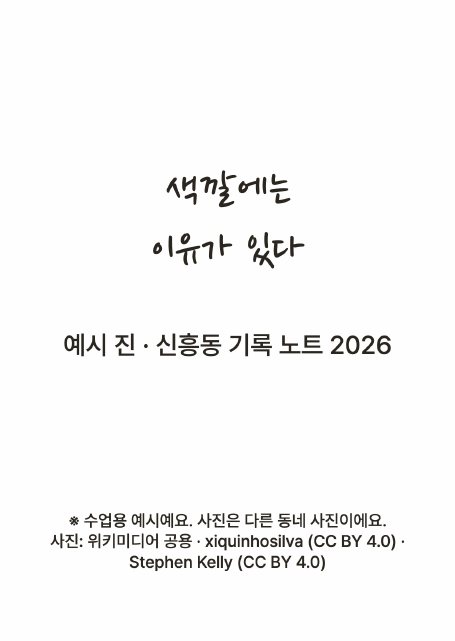 색깔에는
이유가 있다
예시 진 · 신흥동 기록 노트 2026
※ 수업용 예시예요. 사진은 다른 동네 사진이에요.
사진: 위키미디어 공용 · xiquinhosilva (CC BY 4.0) ·
Stephen Kelly (CC BY 4.0)